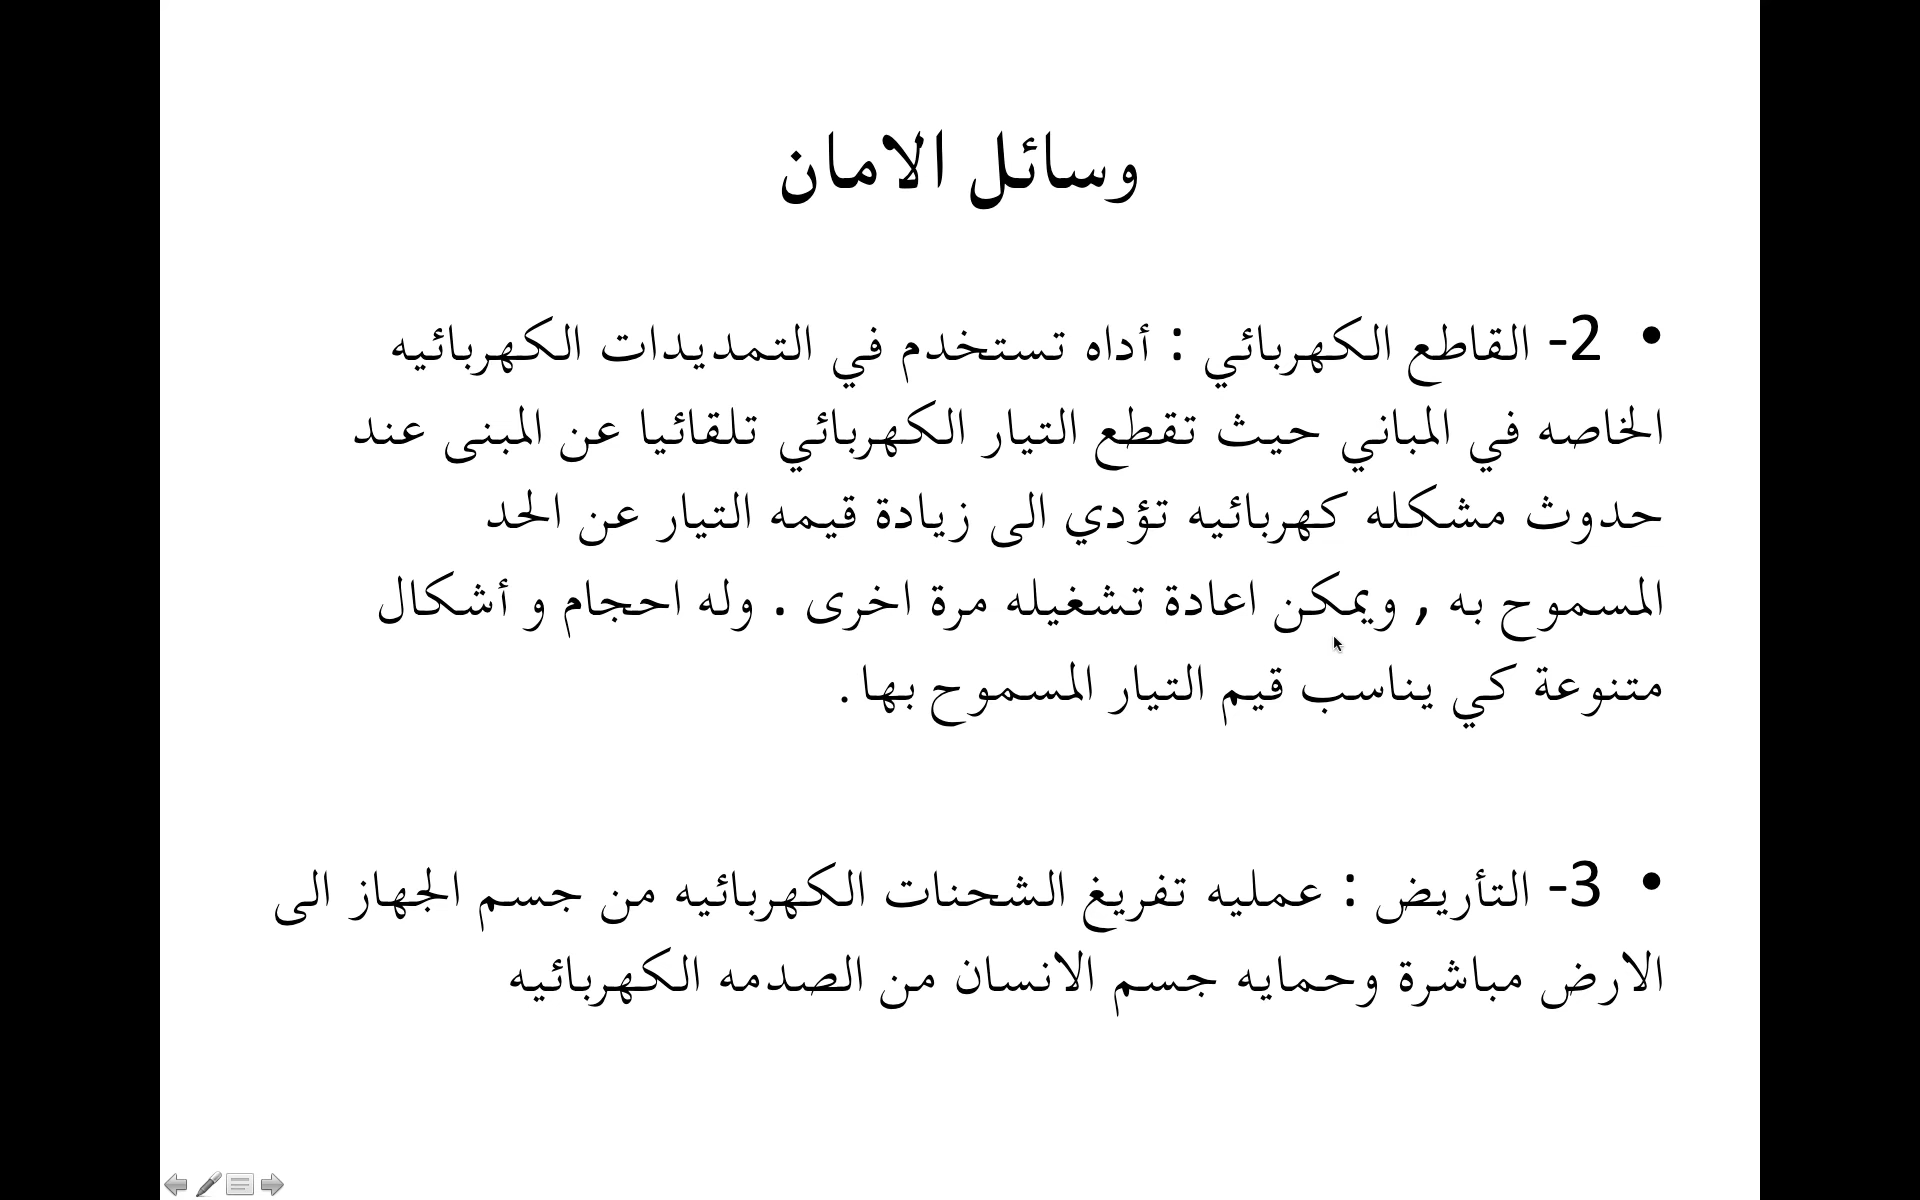 وسائل الامان
• 2- القاطع الكهربائي : أداه تستخدم في التمديدات الكهربائيه
الخاصه في المباني حيث تقطع التيار الكهربائي تلقائيا عن المبنى عند
حدوث مشكله كهربائيه تؤدي الى زيادة قيمه التيار عن الحد
المسموح به , ويمكن اعادة تشغيله مرة اخرى . وله احجام و أشكال
متنوعة كي يناسب قيم التيار المسموح بها .
• 3- التأريض : عمليه تفريغ الشحنات الكهربائيه من جسم الجهاز الى
الارض مباشرة وحمايه جسم الانسان من الصدمه الكهربائيه